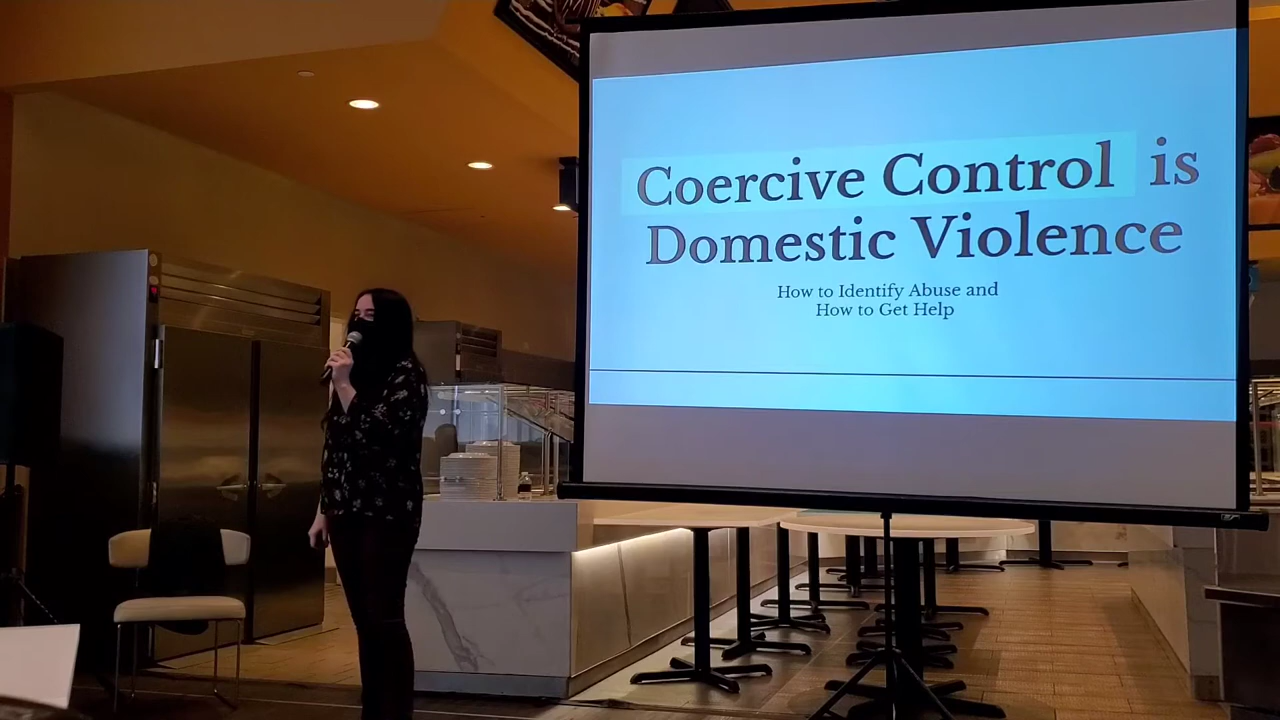 Coercive Control is
Domestic Violence
How to Identify Abuse and
How to Get Help